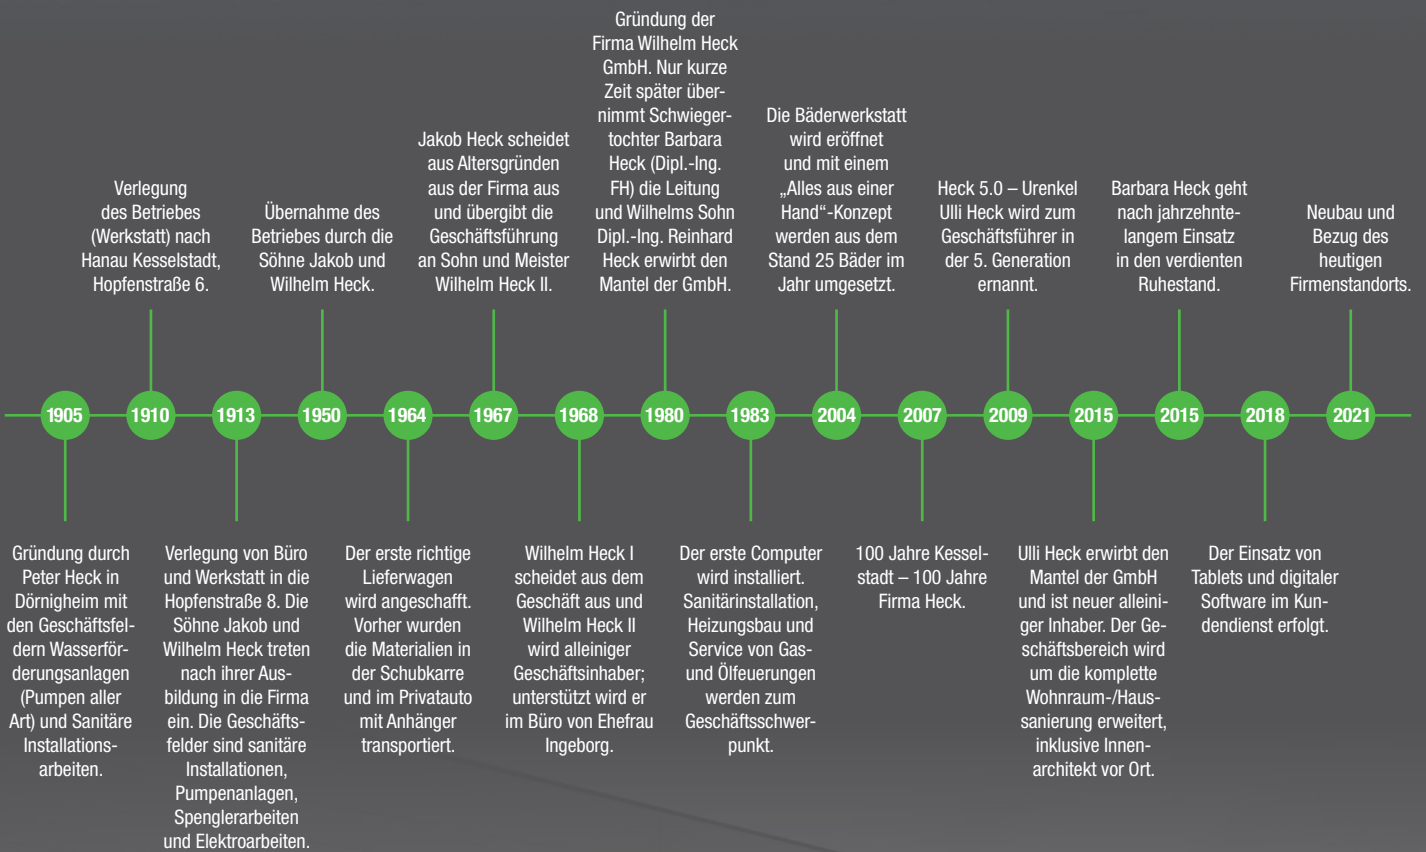 Gründung der
Firma Wilhelm Heck
GmbH. Nur kurze
Zeit später über-
nimmt Schwieger-
tochter Barbara
Heck (Dipl.-Ing.
FH) die Leitung
und Wilhelms Sohn
Dipl.-Ing. Reinhard
Heck erwirbt den
Mantel der GmbH.
Verlegung
des Betriebes
(Werkstatt) nach
Hanau Kesselstadt,
Hopfenstraße 6.
Übernahme des
Betriebes durch die
Söhne Jakob und
Wilhelm Heck.
Jakob Heck scheidet
aus Altersgründen
aus der Firma aus
und übergibt die
Geschäftsführung
an Sohn und Meister
Wilhelm Heck II.
Die Bäderwerkstatt
wird eröffnet
und mit einem
„Alles aus einer
Hand“-Konzept
werden aus dem
Stand 25 Bäder im
Jahr umgesetzt.
Heck 5.0 – Urenkel
Ulli Heck wird zum
Geschäftsführer in
der 5. Generation
ernannt.
Barbara Heck geht
nach jahrzehnte-
langem Einsatz
in den verdienten
Ruhestand.
Neubau und
Bezug des
heutigen
Firmenstandorts.
1905 1910 1913 1950 1964 1967 1968 1980 1983 2004 2007 2009 2015 2015 2018 2021
Gründung durch
Peter Heck in
Dörnigheim mit
den Geschäftsfel-
dern Wasserför-
derungsanlagen
(Pumpen aller
Art) und Sanitäre
Installations-
arbeiten.
Verlegung von Büro
und Werkstatt in die
Hopfenstraße 8. Die
Söhne Jakob und
Wilhelm Heck treten
nach ihrer Aus-
bildung in die Firma
ein. Die Geschäfts-
felder sind sanitäre
Installationen,
Pumpenanlagen,
Spenglerarbeiten
und Elektroarbeiten.
Der erste richtige
Lieferwagen
wird angeschafft.
Vorher wurden
die Materialien in
der Schubkarre
und im Privatauto
mit Anhänger
transportiert.
Wilhelm Heck I
scheidet aus dem
Geschäft aus und
Wilhelm Heck II
wird alleiniger
Geschäftsinhaber;
unterstützt wird er
im Büro von Ehefrau
Ingeborg.
Der erste Computer
wird installiert.
Sanitärinstallation,
Heizungsbau und
Service von Gas-
und Ölfeuerungen
werden zum
Geschäftsschwer-
punkt.
100 Jahre Kessel-
stadt – 100 Jahre
Firma Heck.
Ulli Heck erwirbt den
Mantel der GmbH
und ist neuer alleini-
ger Inhaber. Der Ge-
schäftsbereich wird
um die komplette
Wohnraum-/Haus-
sanierung erweitert,
inklusive Innen-
architekt vor Ort.
Der Einsatz von
Tablets und digitaler
Software im Kun-
dendienst erfolgt.